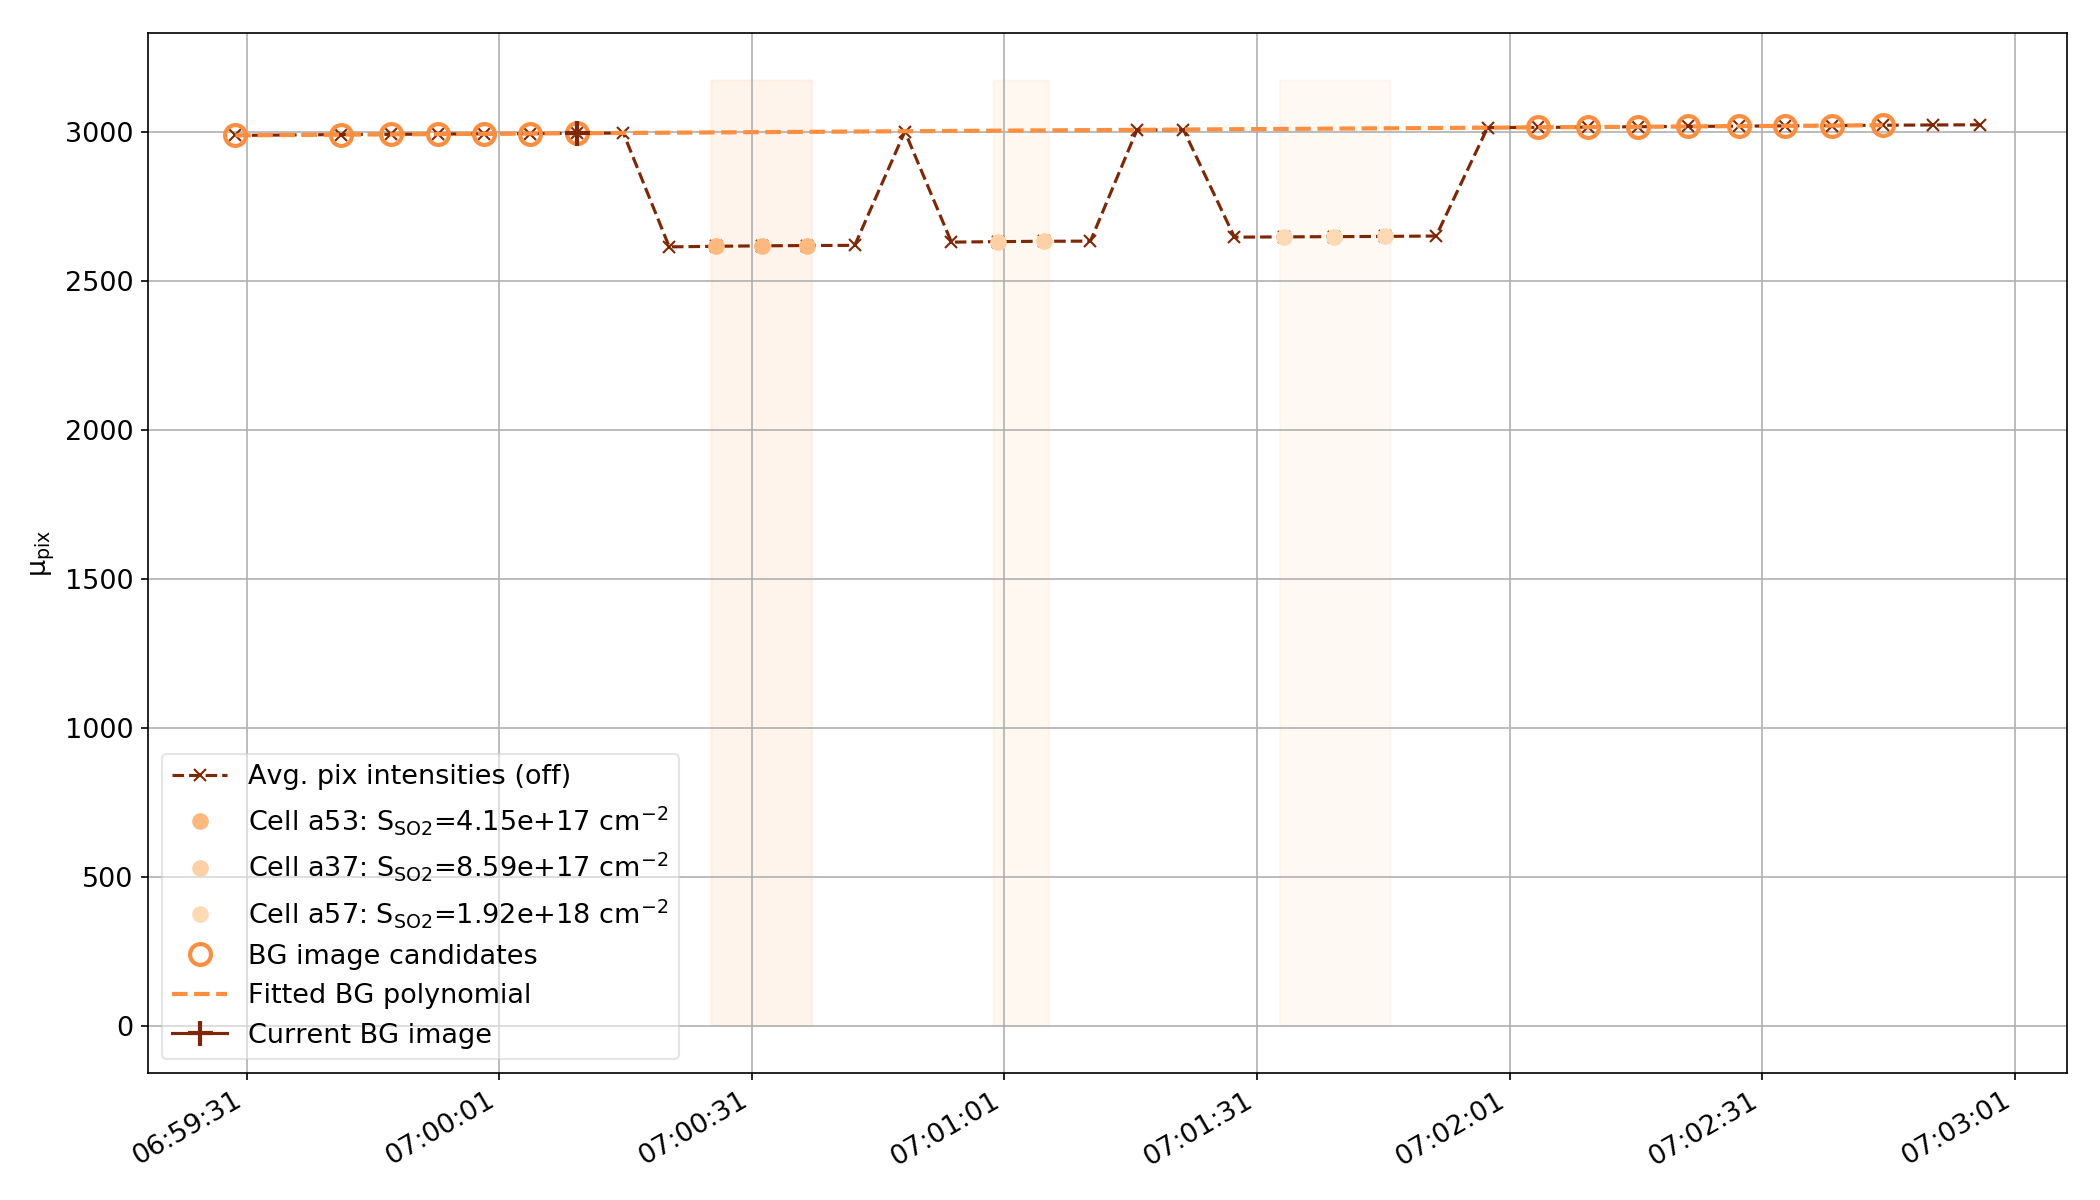 3000
2500
2000
1500
1000
500
0
μpix
Avg. pix intensities (off)
Cell a53: SSO2=4.15e+17 cm−2
Cell a37: SSO2=8.59e+17 cm−2
Cell a57: SSO2=1.92e+18 cm−2
BG image candidates
Fitted BG polynomial
Current BG image
06:59:31
07:00:01
07:00:31
07:01:01
07:01:31
07:02:01
07:02:31
07:03:01